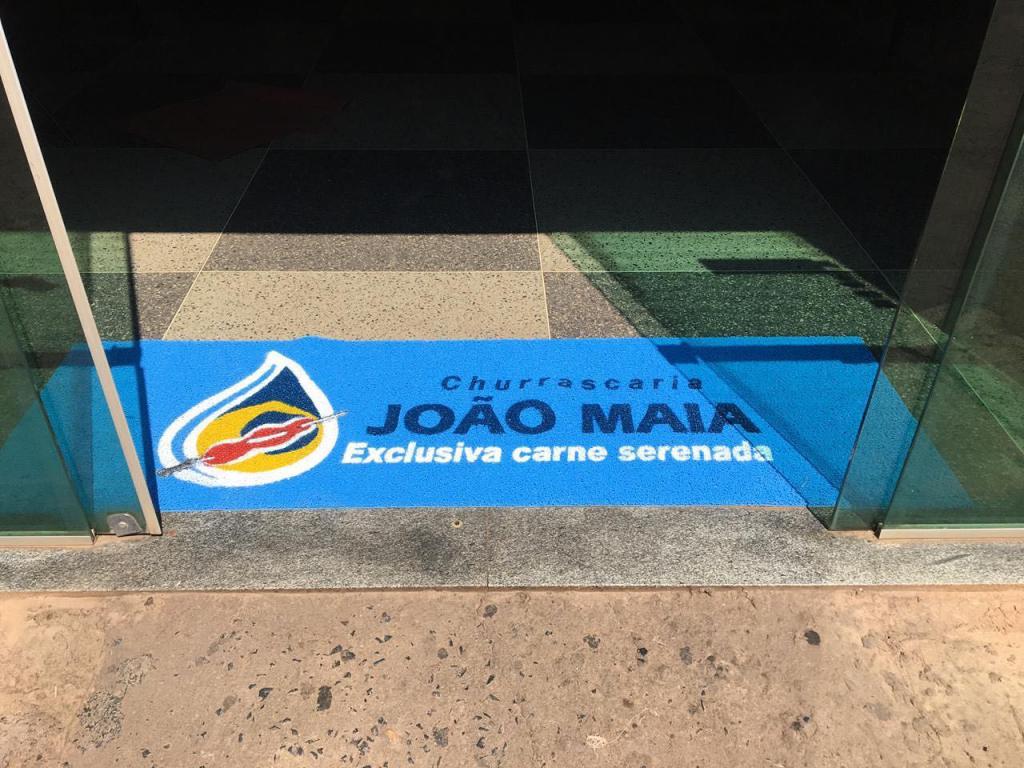 Churrascaria
JOÃO MAIA
Exclusiva carne serenada